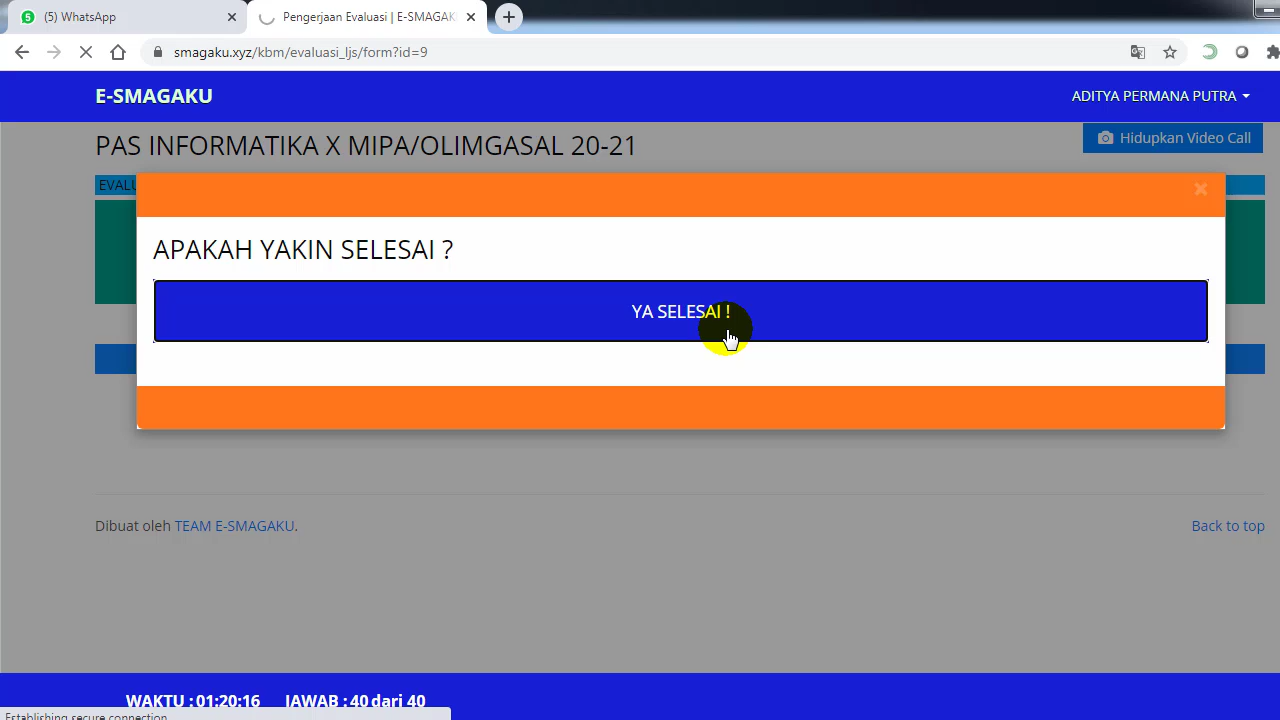 (5) WhatsApp
Pengerjaan Evaluasi | E-SMAGAK
smagaku.xyz/kbm/evaluasi_ljs/form?id=9
E-SMAGAKU
ADITYA PERMANA PUTRA
PAS INFORMATIKA X MIPA/OLIMGASAL 20-21
Hidupkan Video Call
EVALU
APAKAH YAKIN SELESAI ?
YA SELESAI !
Dibuat oleh TEAM E-SMAGAKU.
Back to top
WAKTU : 01:20:16 JAWAB : 40 dari 40
Establishing secure connection